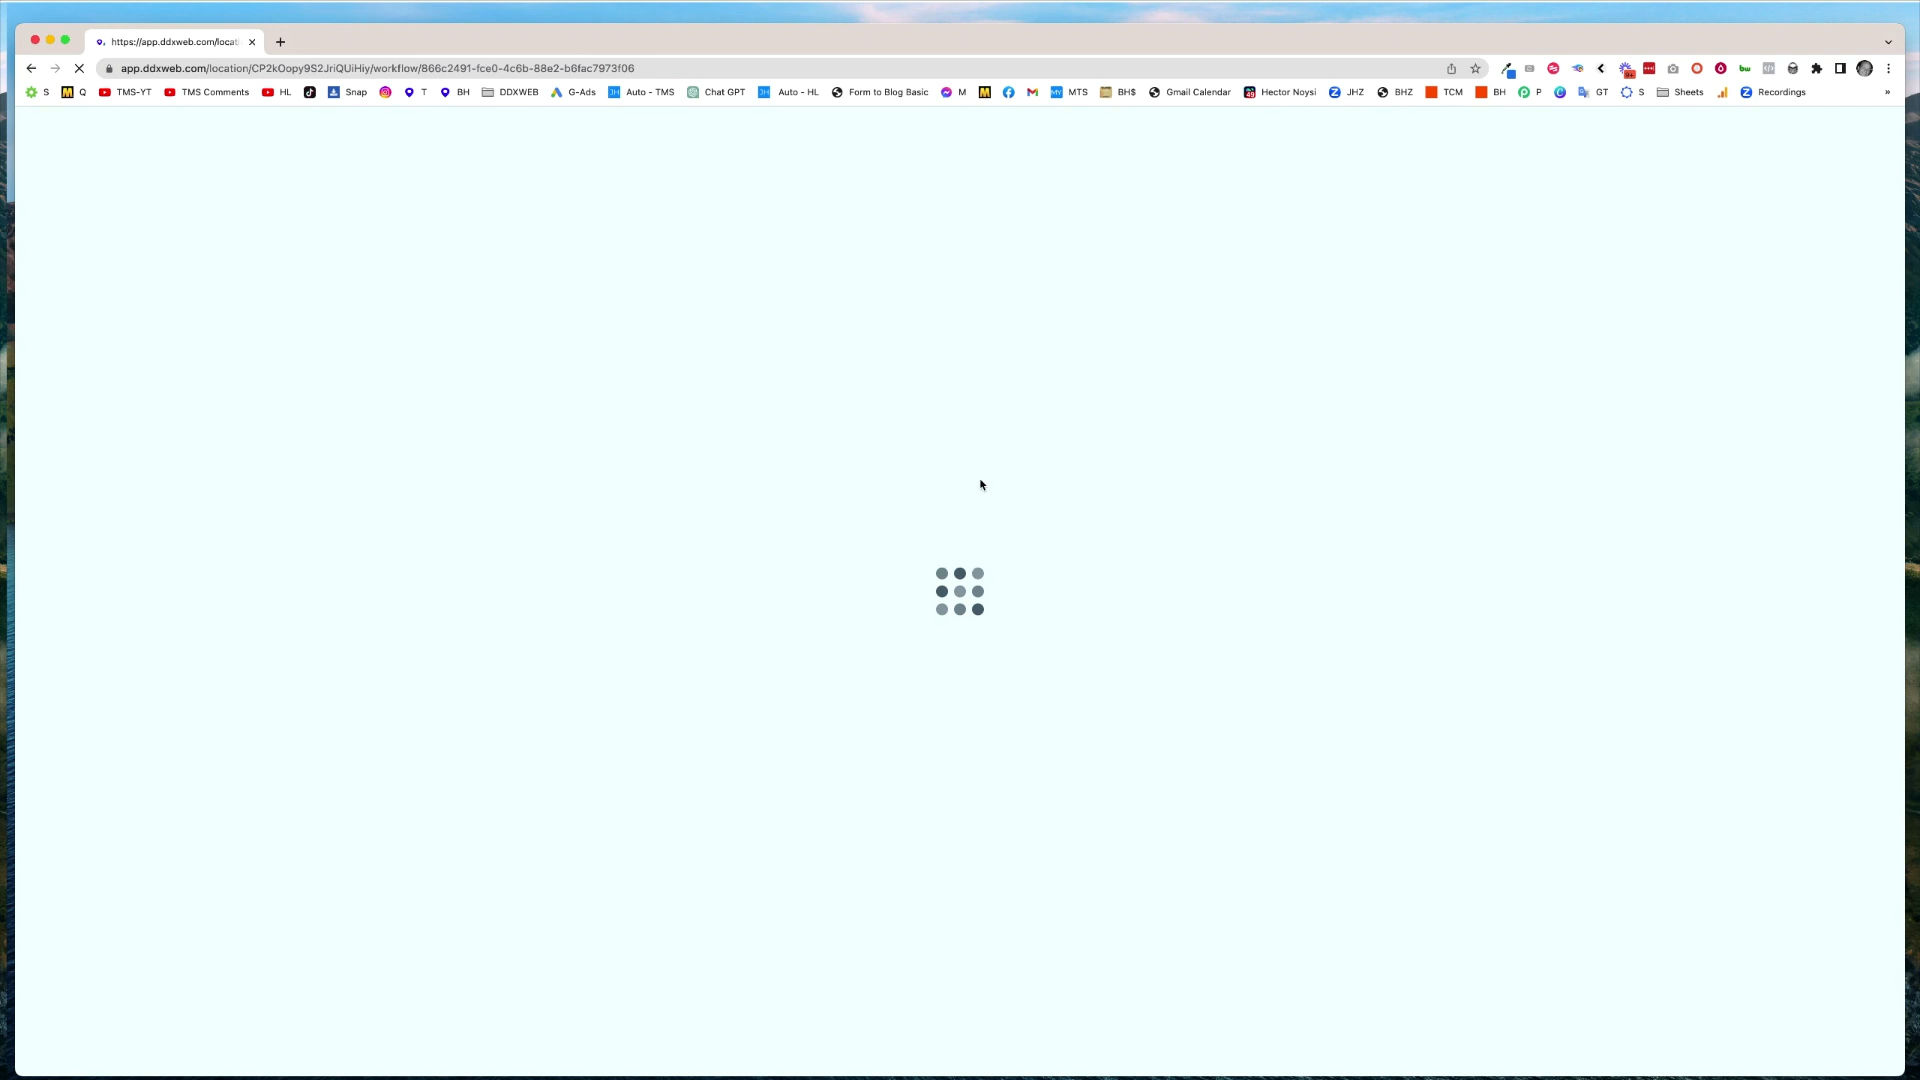 https://app.ddxweb.com/locat
app.ddxweb.com/location/CP2kOopy9S2JriQUiHiy/workflow/866c2491-fce0-4c6b-88e2-b6fac7973f06
S Q TMS-YT TMS Comments HL Snap T BH DDXWEB G-Ads Auto - TMS Chat GPT Auto - HL Form to Blog Basic M MTS BH$ Gmail Calendar Hector Noysi JHZ BHZ TCM BH P GT S Sheets Recordings »